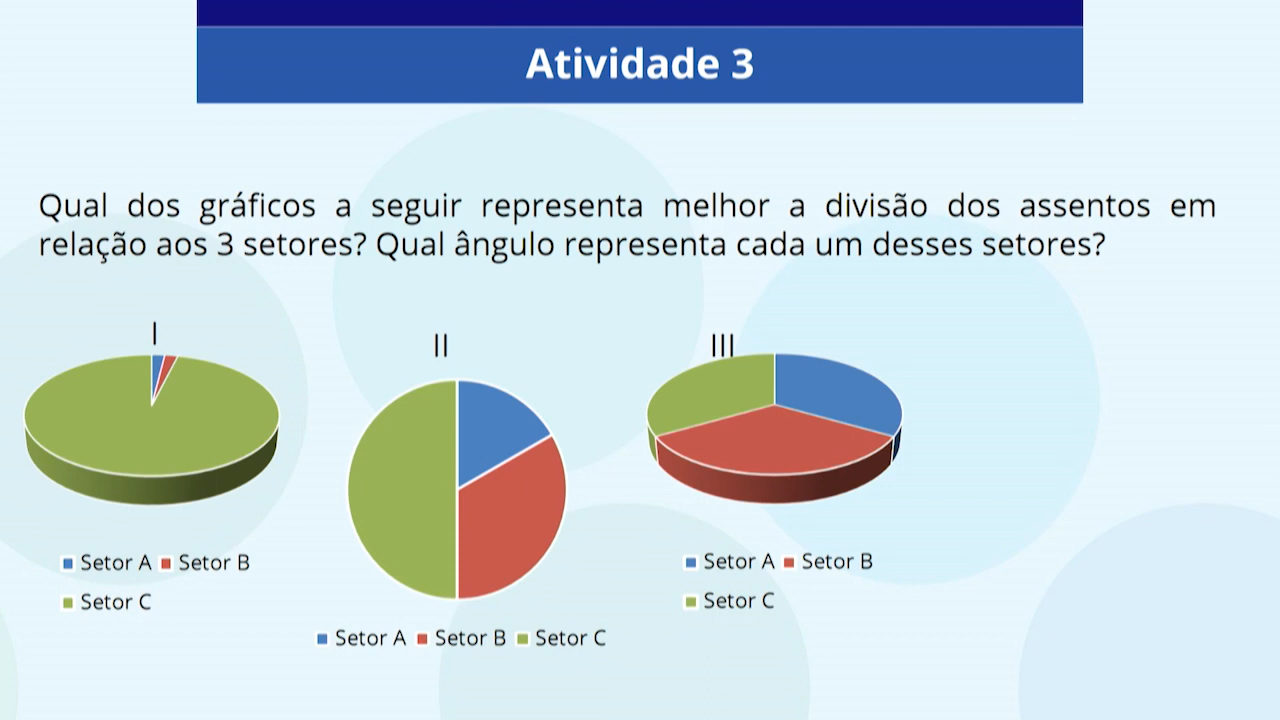 Atividade 3
Qual dos gráficos a seguir representa melhor a divisão dos assentos em
relação aos 3 setores? Qual ângulo representa cada um desses setores?
I
II
III
Setor A Setor B
Setor C
Setor A Setor B Setor C
Setor A Setor B
Setor C